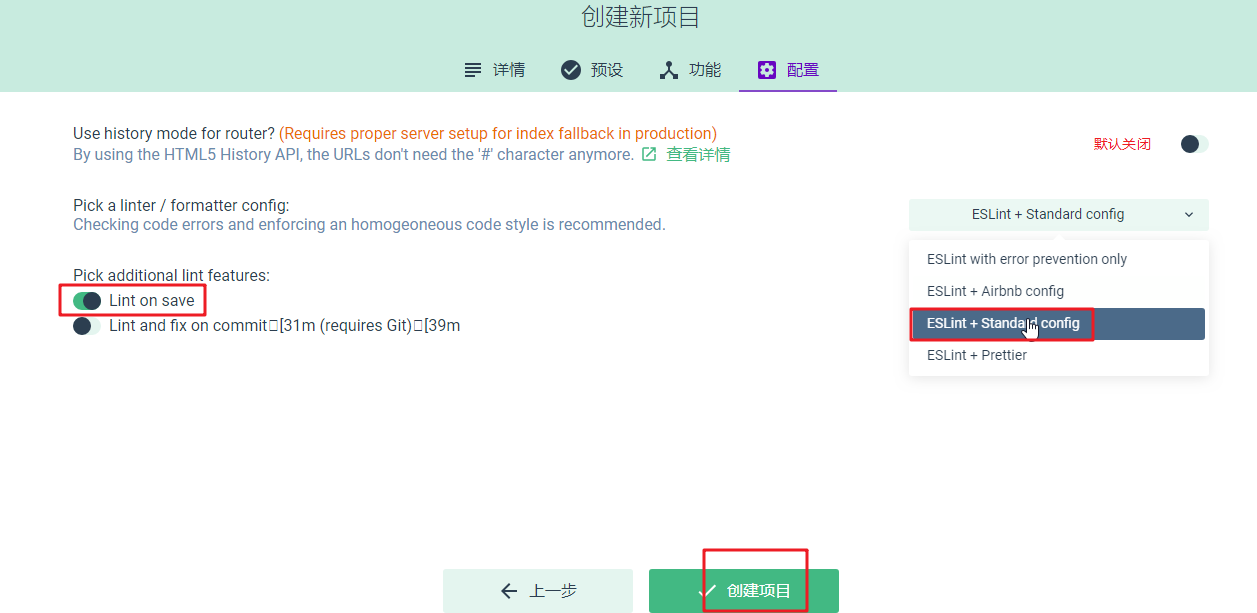 创建新项目
详情 预设 功能 配置
Use history mode for router? (Requires proper server setup for index fallback in production)
By using the HTML5 History API, the URLs don't need the '#' character anymore. 查看详情
默认关闭
Pick a linter / formatter config:
Checking code errors and enforcing an homogeoneous code style is recommended.
ESLint + Standard config
ESLint with error prevention only
ESLint + Airbnb config
ESLint + Standard config
ESLint + Prettier
Pick additional lint features:
Lint on save
Lint and fix on commit▯[31m (requires Git)▯[39m
上一步
创建项目